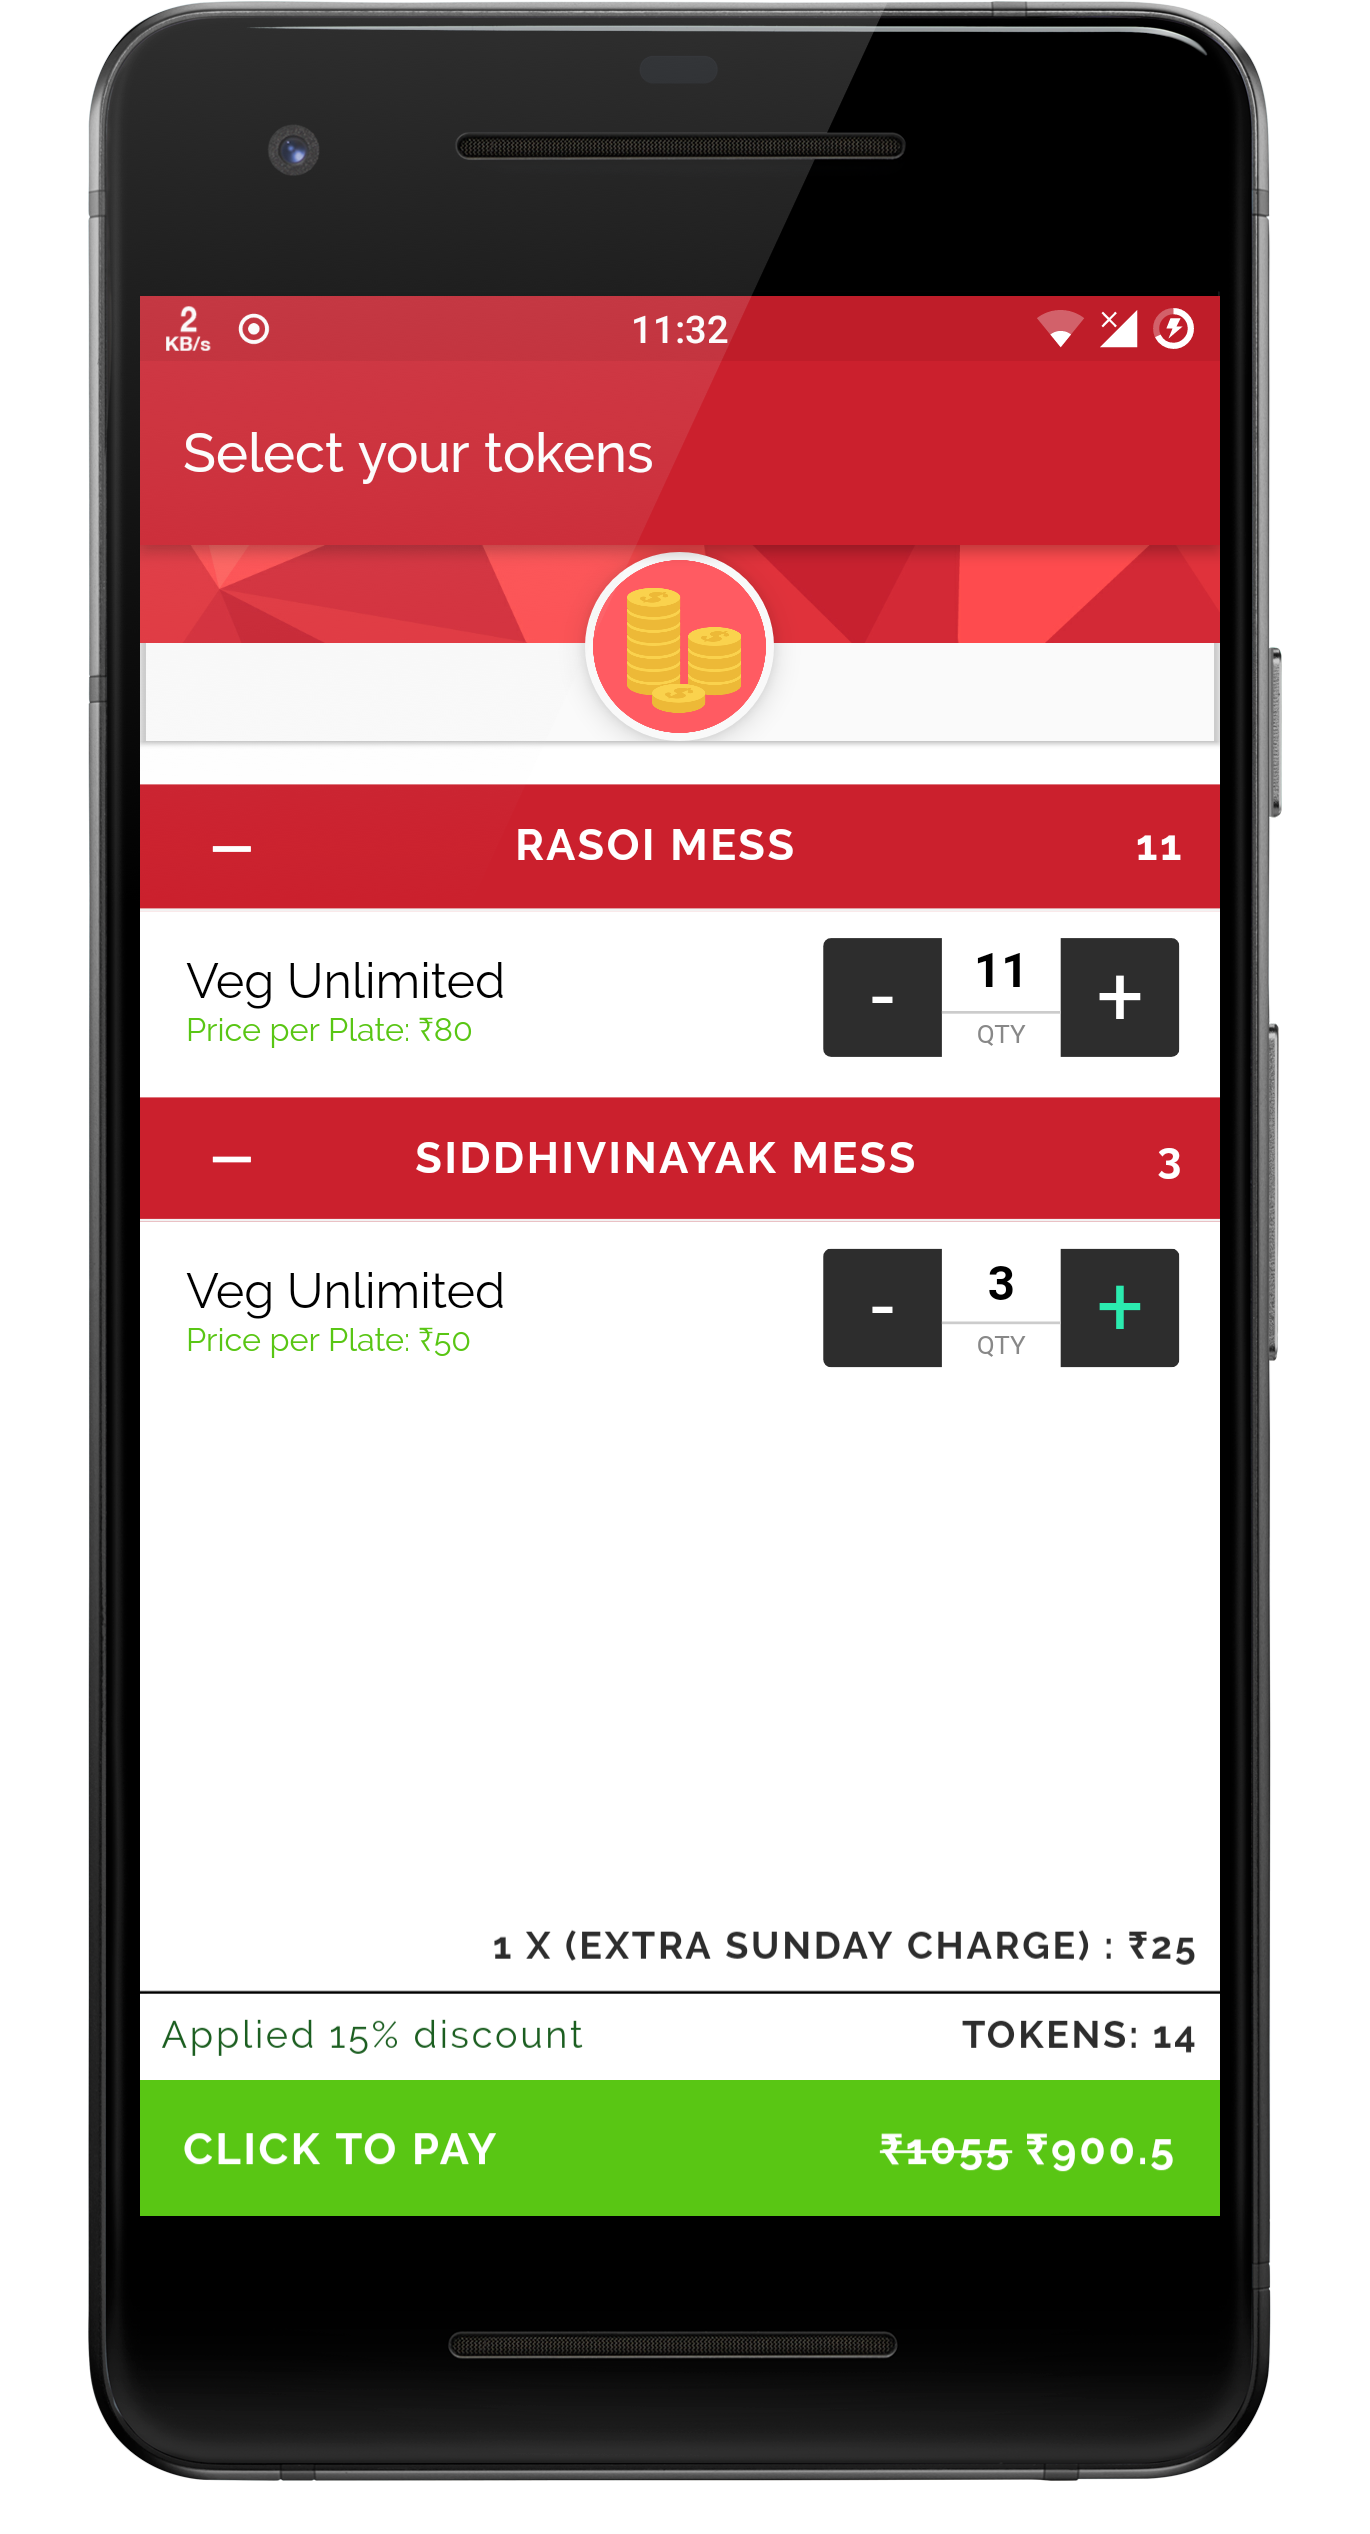 2
KB/s
11:32
Select your tokens
— RASOI MESS 11
Veg Unlimited
Price per Plate: ₹80
- 11 +
QTY
— SIDDHIVINAYAK MESS 3
Veg Unlimited
Price per Plate: ₹50
- 3 +
QTY
1 X (EXTRA SUNDAY CHARGE) : ₹25
Applied 15% discount TOKENS: 14
CLICK TO PAY ₹1055 ₹900.5